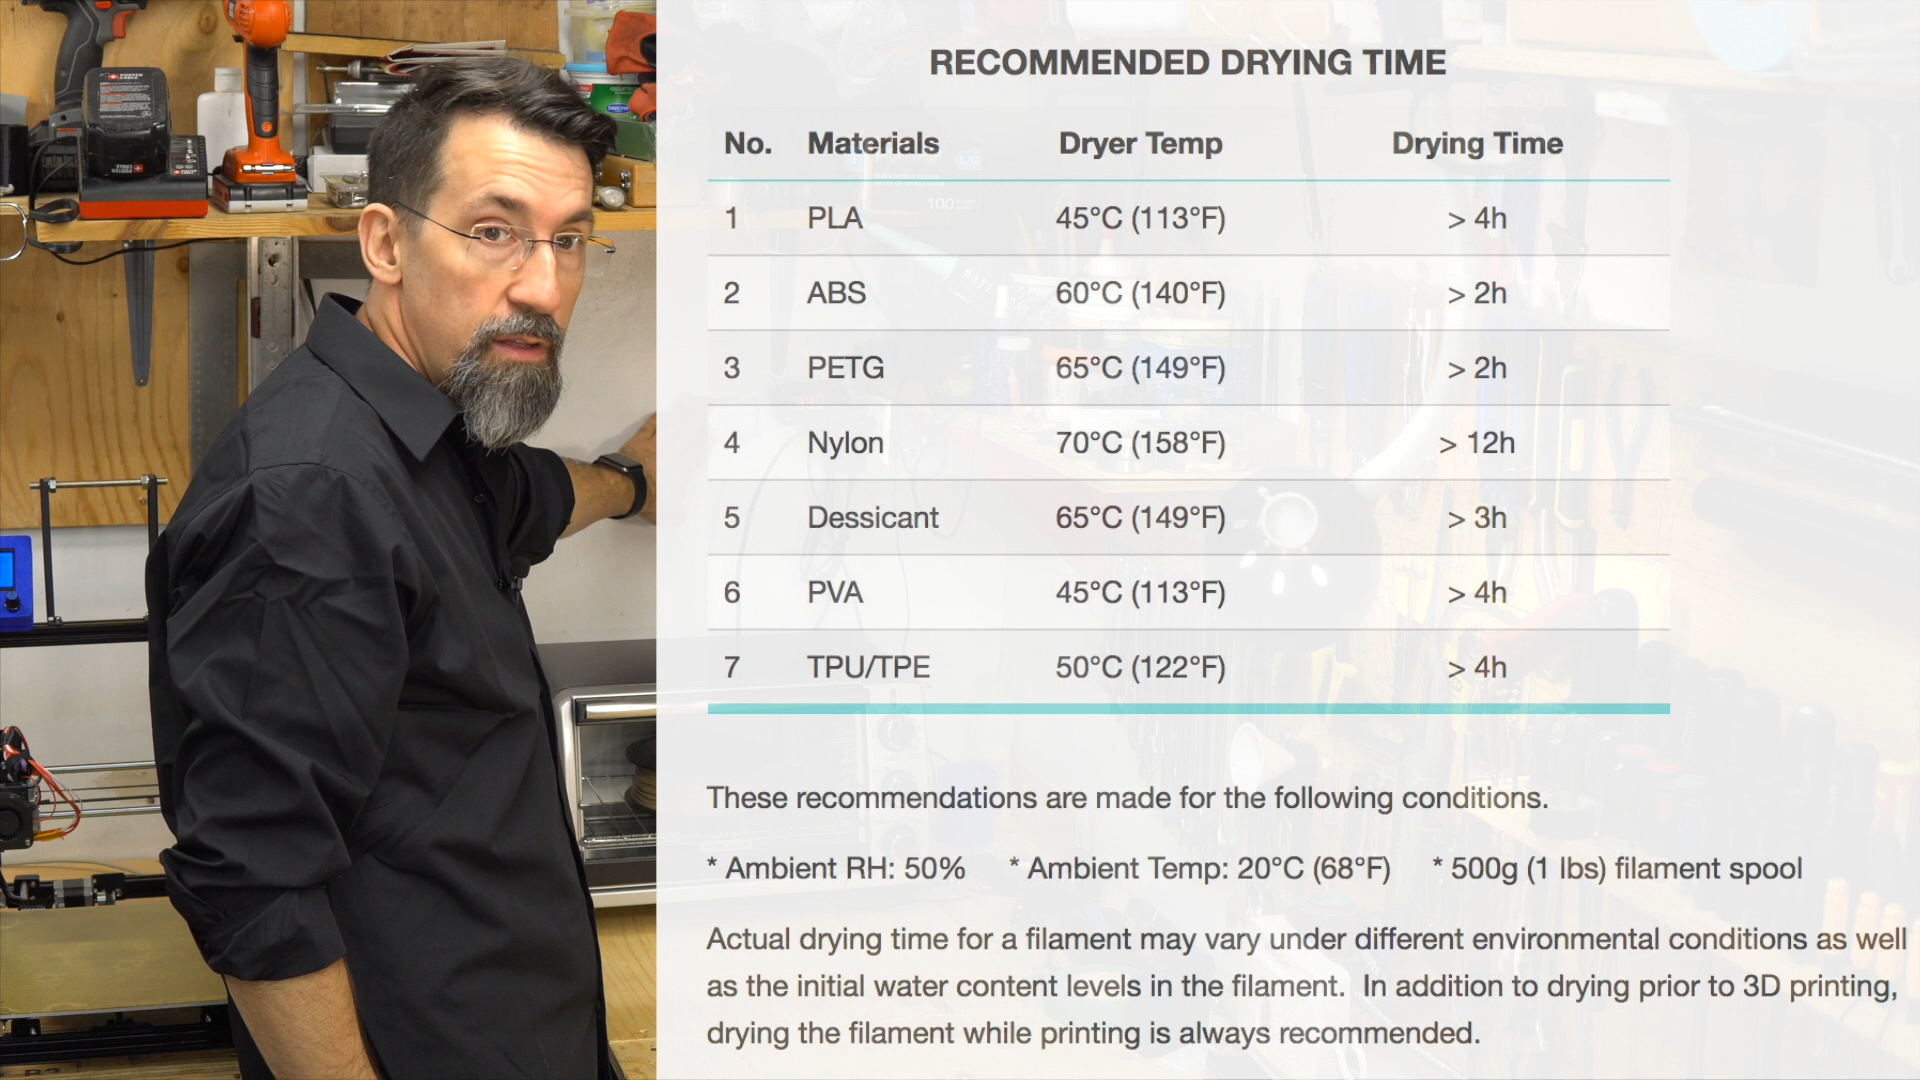 RECOMMENDED DRYING TIME
No. Materials Dryer Temp Drying Time
1 PLA 45°C (113°F) > 4h
2 ABS 60°C (140°F) > 2h
3 PETG 65°C (149°F) > 2h
4 Nylon 70°C (158°F) > 12h
5 Dessicant 65°C (149°F) > 3h
6 PVA 45°C (113°F) > 4h
7 TPU/TPE 50°C (122°F) > 4h
These recommendations are made for the following conditions.
* Ambient RH: 50% * Ambient Temp: 20°C (68°F) * 500g (1 lbs) filament spool
Actual drying time for a filament may vary under different environmental conditions as well
as the initial water content levels in the filament. In addition to drying prior to 3D printing,
drying the filament while printing is always recommended.